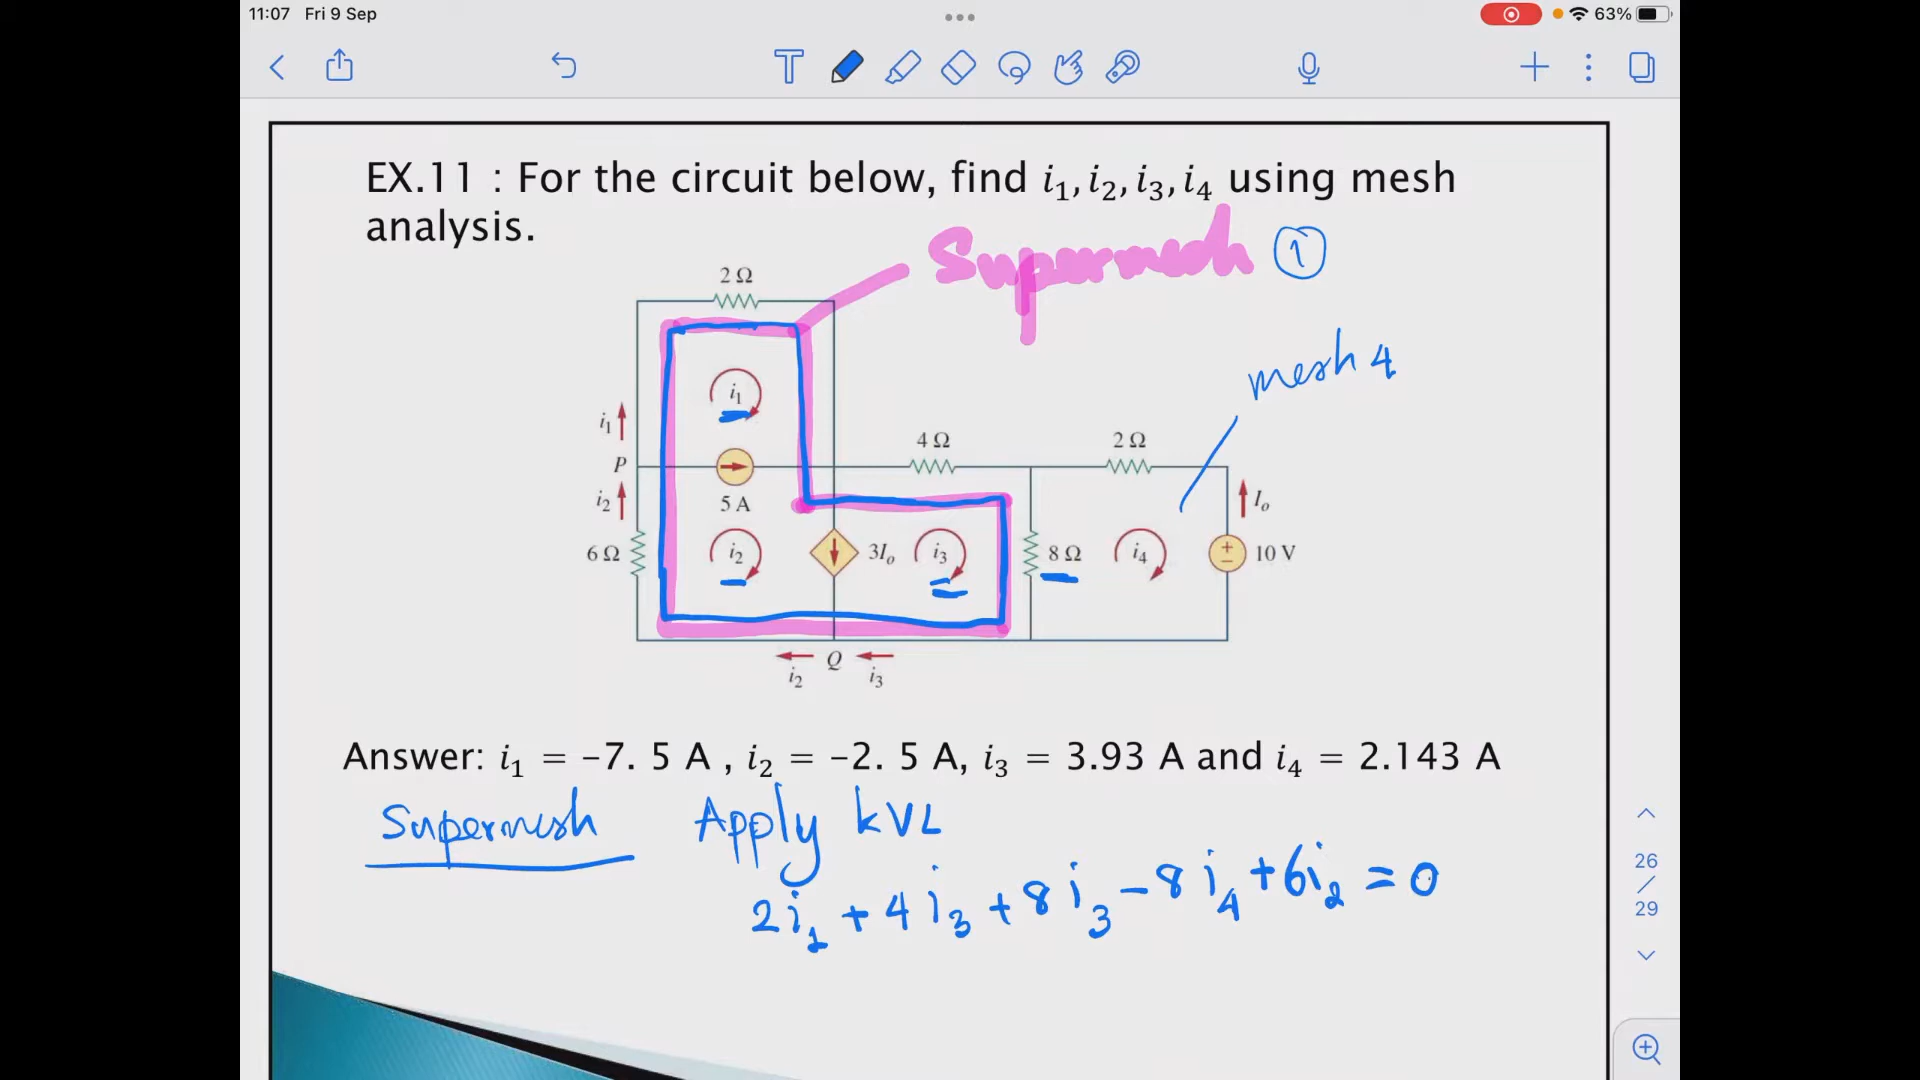 11:07 Fri 9 Sep
63%
EX.11 : For the circuit below, find i₁, i₂, i₃, i₄ using mesh
analysis.
Supermesh 1
2 Ω
mesh 4
i₁
i₁
4 Ω
2 Ω
P
i₂
5 A
I₀
6 Ω
i₂
3I₀
i₃
8 Ω
i₄
10 V
Q
i₂
i₃
Answer: i₁ = −7. 5 A , i₂ = −2. 5 A, i₃ = 3.93 A and i₄ = 2.143 A
Supermesh Apply kVL
2i₁ + 4i₃ + 8i₃ − 8i₄ + 6i₂ = 0
26
/
29